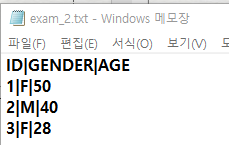 exam_2.txt - Windows 메모장
파일(F) 편집(E) 서식(O) 보기(V)
ID|GENDER|AGE
1|F|50
2|M|40
3|F|28